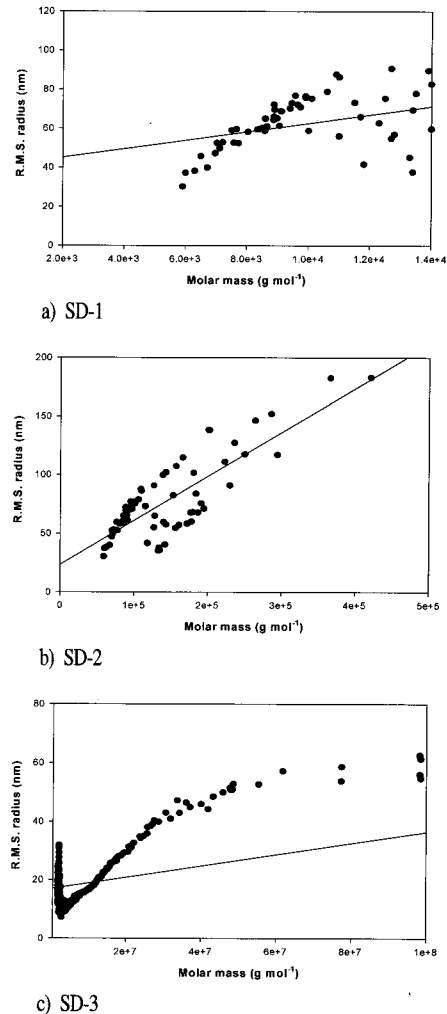 120
100
80
60
40
20
0
R.M.S. radius (nm)
2.0e+3 4.0e+3 6.0e+3 8.0e+3 1.0e+4 1.2e+4 1.4e+4
Molar mass (g mol⁻¹)
a) SD-1
200
150
100
50
0
R.M.S. radius (nm)
0 1e+5 2e+5 3e+5 4e+5 5e+5
Molar mass (g mol⁻¹)
b) SD-2
80
60
40
20
0
R.M.S. radius (nm)
2e+7 4e+7 6e+7 8e+7 1e+8
Molar mass (g mol⁻¹)
c) SD-3